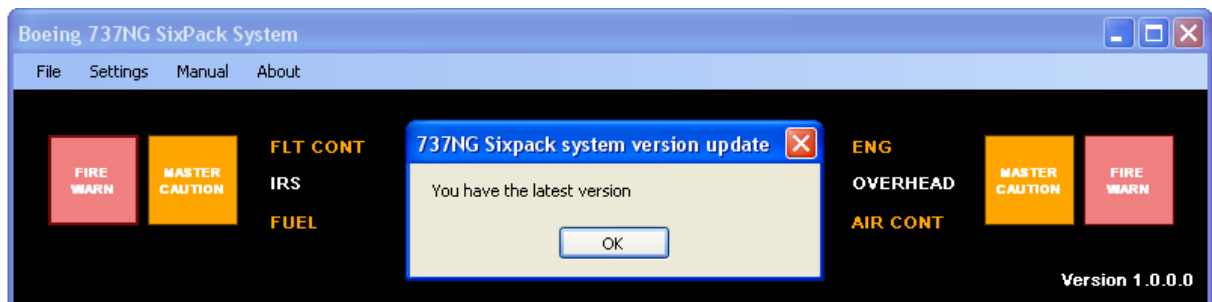 Boeing 737NG SixPack System
File Settings Manual About
FIRE
WARN
MASTER
CAUTION
FLT CONT
IRS
FUEL
737NG Sixpack system version update
You have the latest version
OK
ENG
OVERHEAD
AIR CONT
MASTER
CAUTION
FIRE
WARN
Version 1.0.0.0